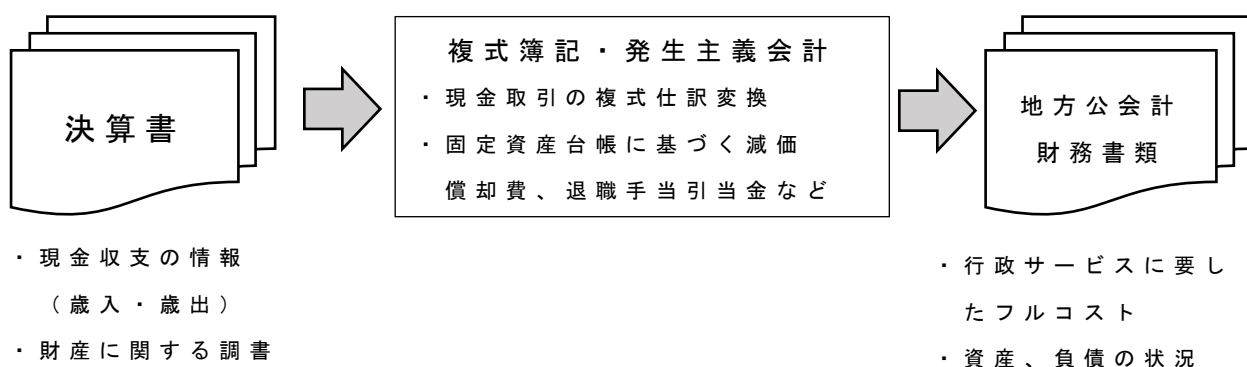 決算書
・現金収支の情報
（歳入・歳出）
・財産に関する調書
複式簿記・発生主義会計
・現金取引の複式仕訳変換
・固定資産台帳に基づく減価
償却費、退職手当引当金など
地方公会計
財務書類
・行政サービスに要し
たフルコスト
・資産、負債の状況